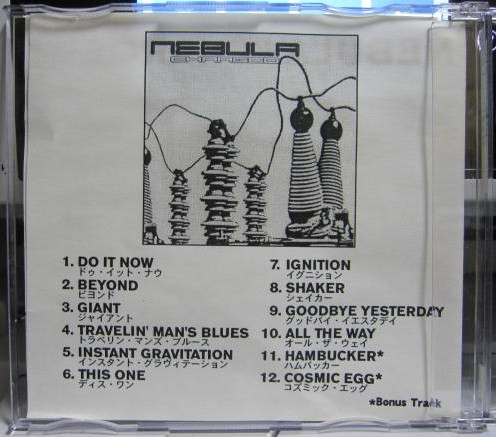 NEBULA
CHARGED
1. DO IT NOW
ドゥ・イット・ナウ
2. BEYOND
ビヨンド
3. GIANT
ジャイアント
4. TRAVELIN' MAN'S BLUES
トラベリン・マンズ・ブルース
5. INSTANT GRAVITATION
インスタント・グラヴィテーション
6. THIS ONE
ディス・ワン
7. IGNITION
イグニション
8. SHAKER
シェイカー
9. GOODBYE YESTERDAY
グッドバイ・イエスタデイ
10. ALL THE WAY
オール・ザ・ウェイ
11. HAMBUCKER*
ハムバッカー
12. COSMIC EGG*
コズミック・エッグ
*Bonus Track